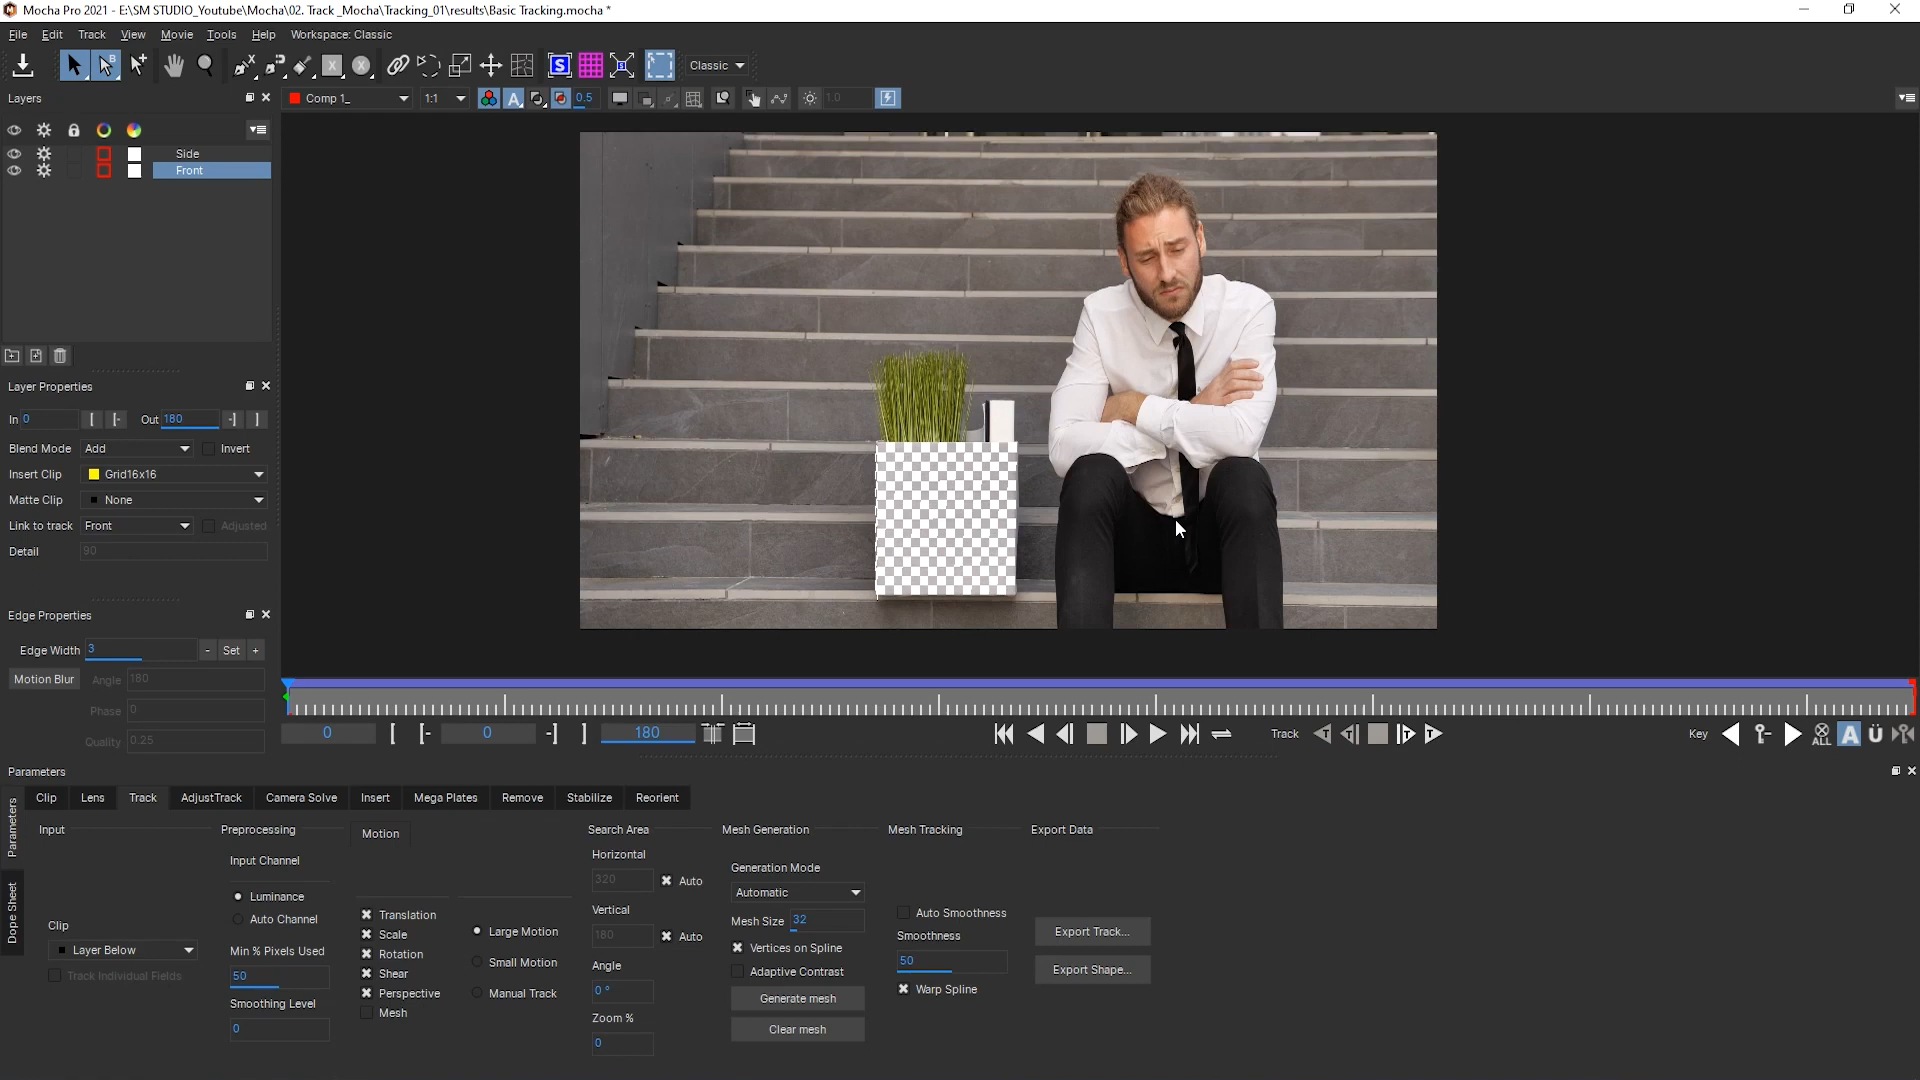 Mocha Pro 2021 - E:\SM STUDIO_Youtube\Mocha\02. Track _Mocha\Tracking_01\results\Basic Tracking.mocha *
File Edit Track View Movie Tools Help Workspace: Classic
Classic
Layers
Comp 1_ 1:1 A 0.5 1.0
Side
Front
Layer Properties
In 0 [ [- Out 180 -] ]
Blend Mode Add Invert
Insert Clip Grid16x16
Matte Clip None
Link to track Front Adjusted
Detail 90
Edge Properties
Edge Width 3 - Set +
Motion Blur Angle 180
Phase 0
Quality 0.25
0 [ [- 0 -] ] 180 Track Key ALL A Ü
Parameters
Parameters
Dope Sheet
Clip Lens Track AdjustTrack Camera Solve Insert Mega Plates Remove Stabilize Reorient
Input
Clip
Layer Below
Track Individual Fields
Preprocessing
Input Channel
Luminance
Auto Channel
Min % Pixels Used
50
Smoothing Level
0
Motion
Translation
Scale
Rotation
Shear
Perspective
Mesh
Large Motion
Small Motion
Manual Track
Search Area
Horizontal
320 Auto
Vertical
180 Auto
Angle
0 °
Zoom %
0
Mesh Generation
Generation Mode
Automatic
Mesh Size 32
Vertices on Spline
Adaptive Contrast
Generate mesh
Clear mesh
Mesh Tracking
Auto Smoothness
Smoothness
50
Warp Spline
Export Data
Export Track...
Export Shape...